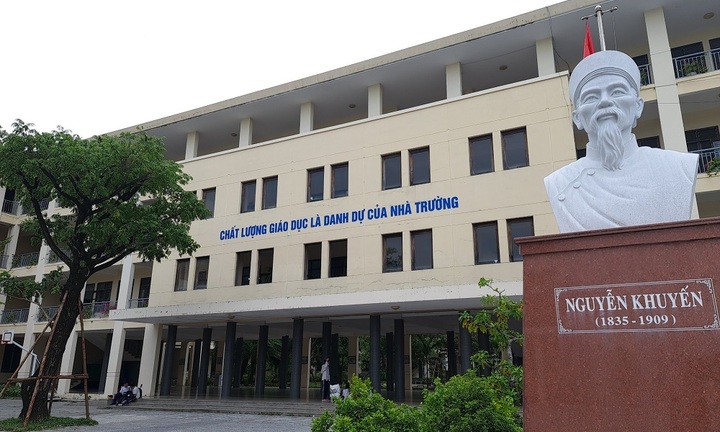 CHẤT LƯỢNG GIÁO DỤC LÀ DANH DỰ CỦA NHÀ TRƯỜNG
NGUYỄN KHUYẾN
(1835 - 1909)